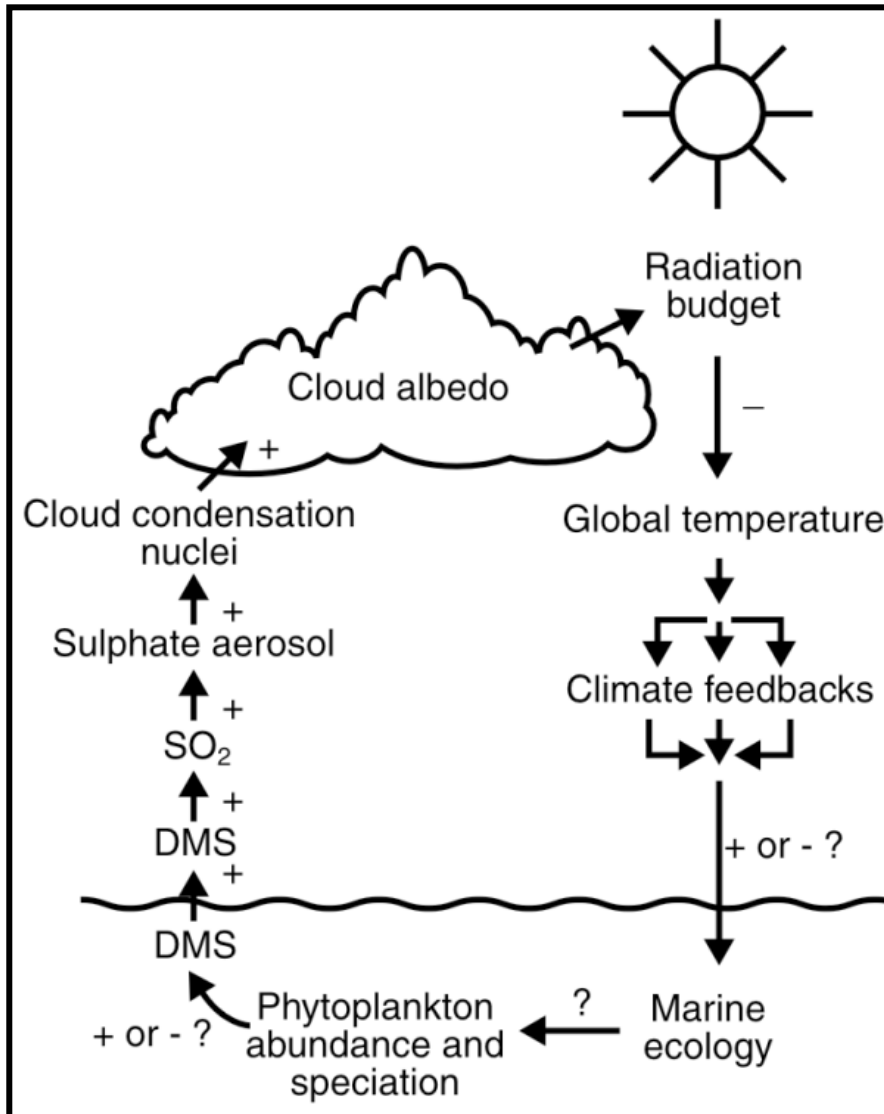 Radiation
budget
Cloud albedo
+
–
Cloud condensation
nuclei
Global temperature
+
Sulphate aerosol
Climate feedbacks
+
SO₂
+
DMS
+ or - ?
+
DMS
Phytoplankton
abundance and
speciation
+ or - ?
?
Marine
ecology